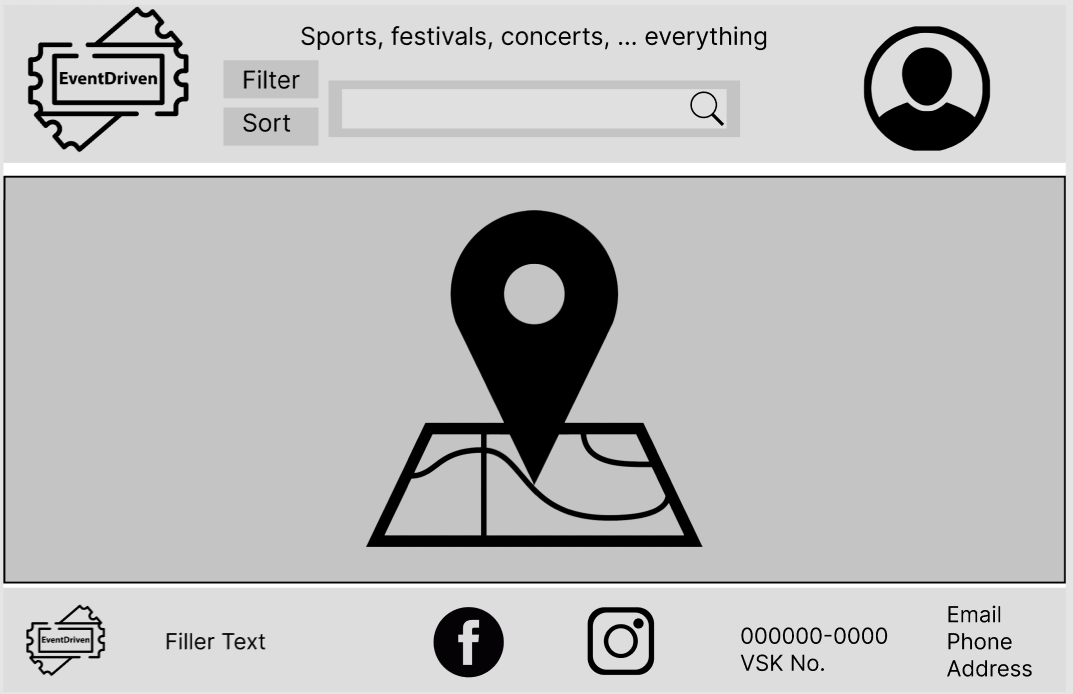 Sports, festivals, concerts, ... everything
EventDriven
Filter
Sort
EventDriven
Filler Text
000000-0000
VSK No.
Email
Phone
Address